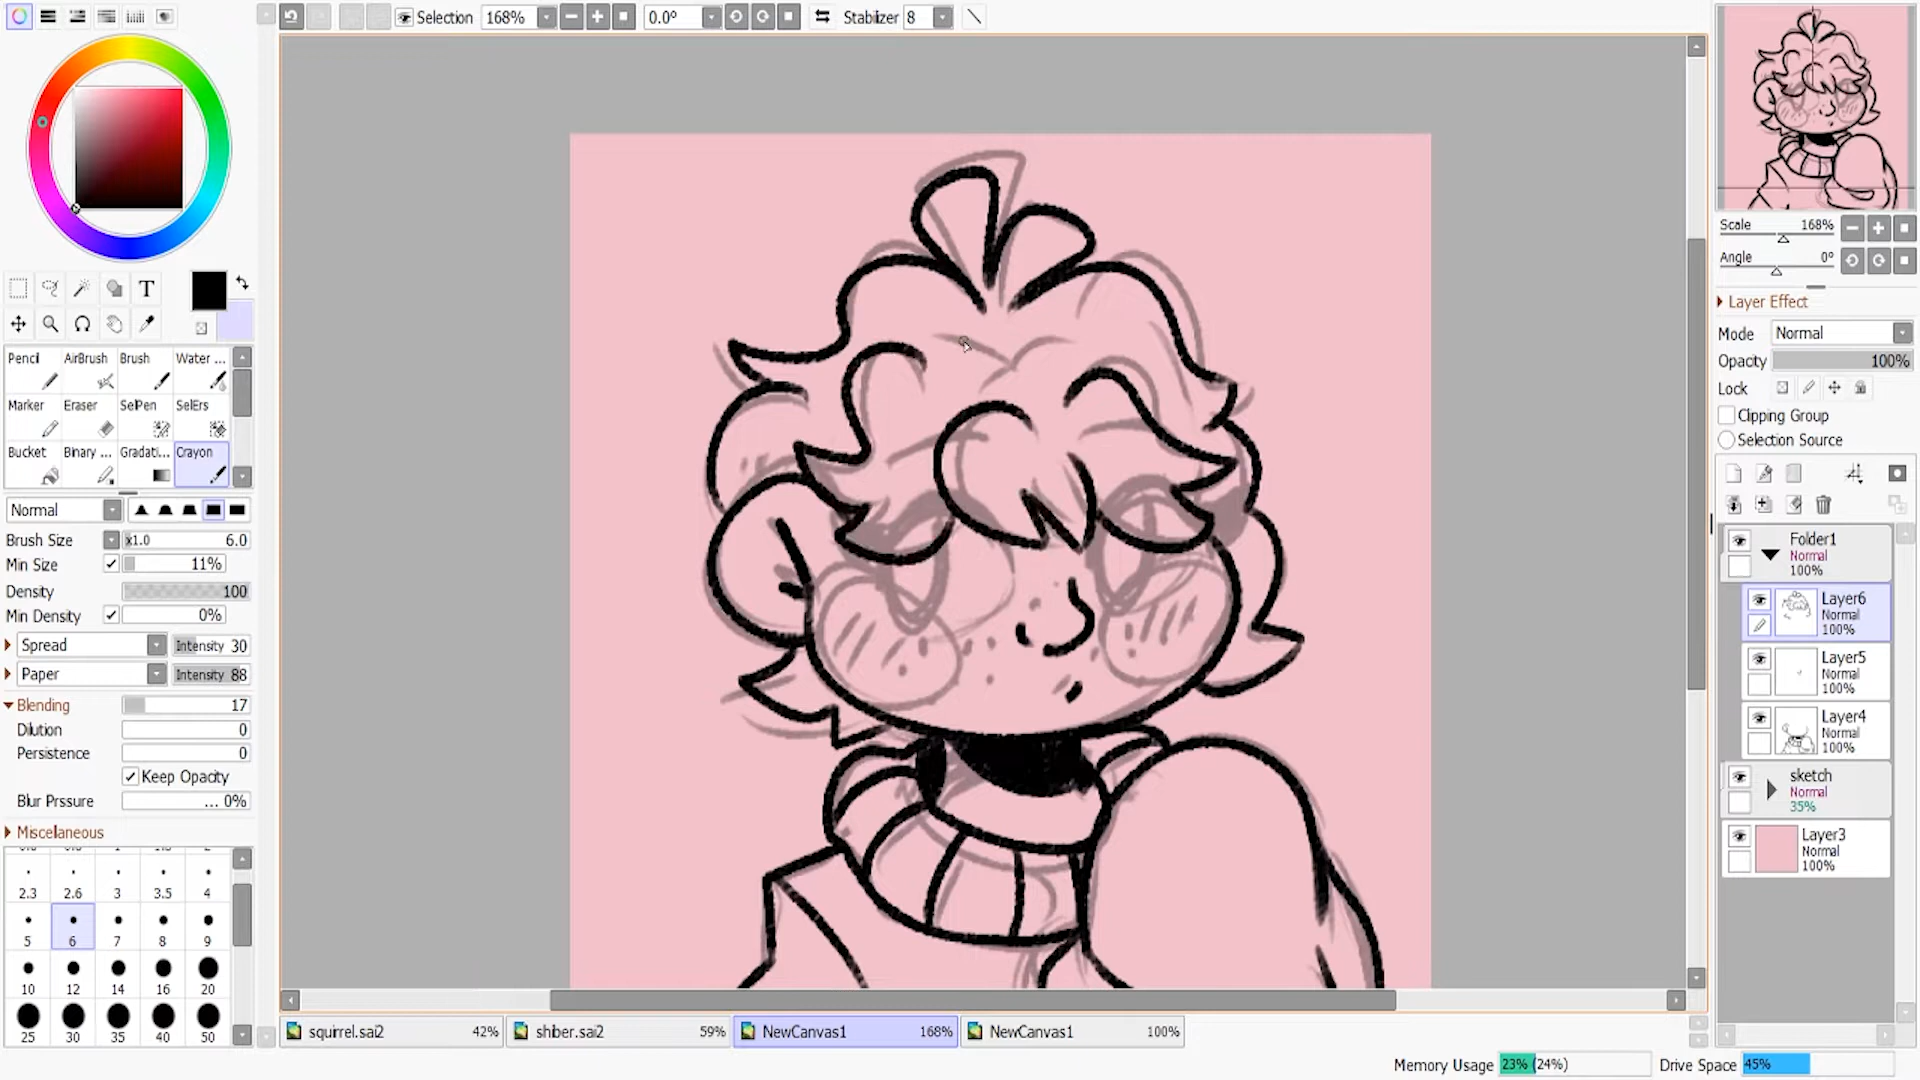 Selection 168% 0.0º Stabilizer 8
T
Pencil AirBrush Brush Water ...
Marker Eraser SelPen SelErs
Bucket Binary ... Gradati... Crayon
Normal
Brush Size x1.0 6.0
Min Size 11%
Density 100
Min Density 0%
Spread Intensity 30
Paper Intensity 88
Blending 17
Dilution 0
Persistence 0
Keep Opacity
Blur Prssure ... 0%
Miscelaneous
2.3 2.6 3 3.5 4
5 6 7 8 9
10 12 14 16 20
25 30 35 40 50
Scale 168%
Angle 0º
Layer Effect
Mode Normal
Opacity 100%
Lock
Clipping Group
Selection Source
Folder1
Normal
100%
Layer6
Normal
100%
Layer5
Normal
100%
Layer4
Normal
100%
sketch
Normal
35%
Layer3
Normal
100%
squirrel.sai2 42% shiber.sai2 59% NewCanvas1 168% NewCanvas1 100%
Memory Usage 23% (24%) Drive Space 45%